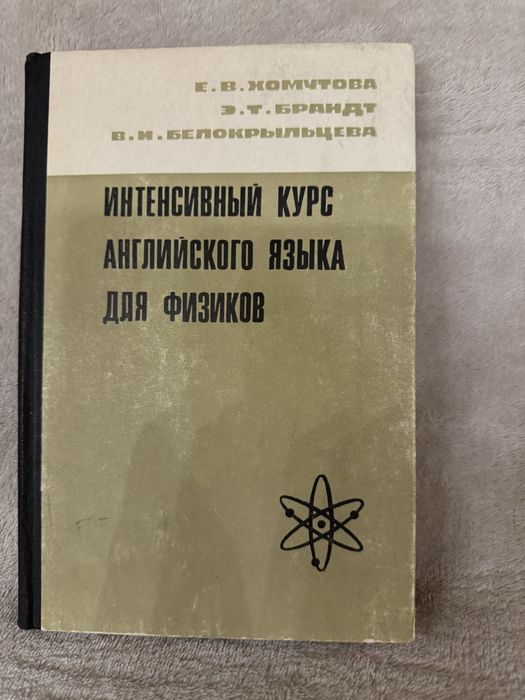 Е.В.ХОМУТОВА
Э.Т.БРАНДТ
В.И.БЕЛОКРЫЛЬЦЕВА
ИНТЕНСИВНЫЙ КУРС
АНГЛИЙСКОГО ЯЗЫКА
ДЛЯ ФИЗИКОВ